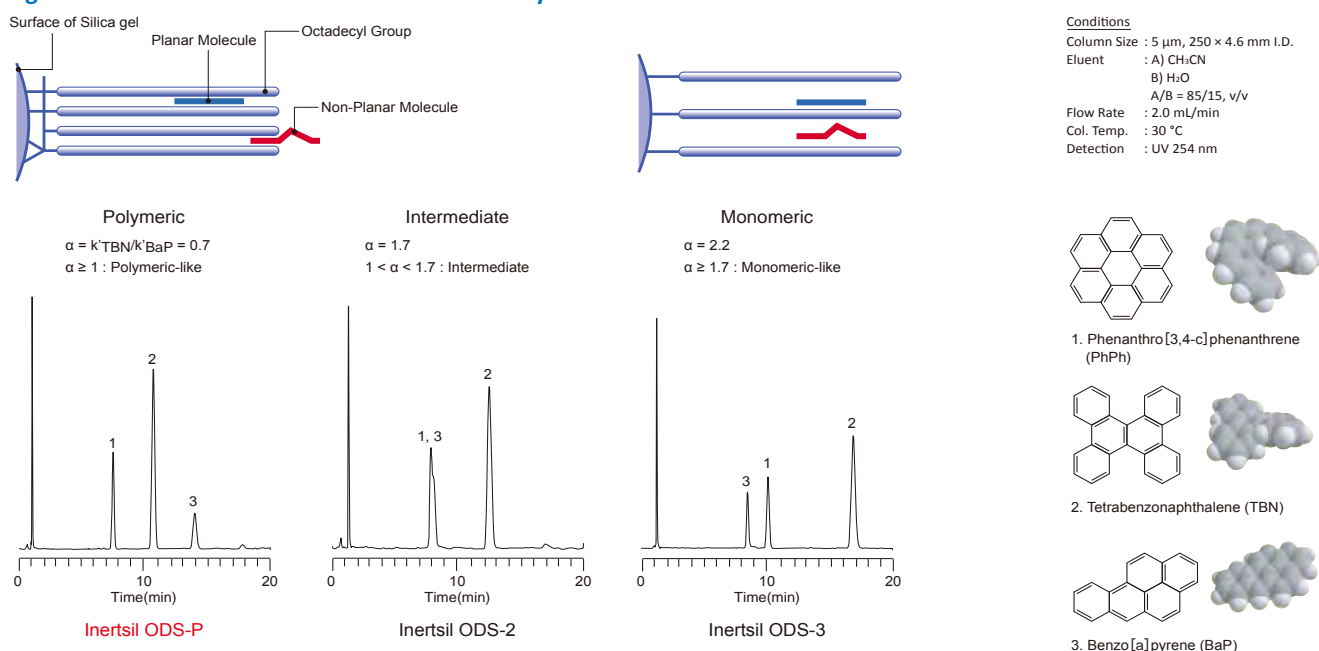 Surface of Silica gel
Planar Molecule
Octadecyl Group
Non-Planar Molecule
Conditions
Column Size : 5 µm, 250 × 4.6 mm I.D.
Eluent : A) CH₃CN
B) H₂O
A/B = 85/15, v/v
Flow Rate : 2.0 mL/min
Col. Temp. : 30 °C
Detection : UV 254 nm
Polymeric
α = k'TBN/k'BaP = 0.7
α ≥ 1 : Polymeric-like
Intermediate
α = 1.7
1 < α < 1.7 : Intermediate
Monomeric
α = 2.2
α ≥ 1.7 : Monomeric-like
1
2
3
0 10 20
Time(min)
Inertsil ODS-P
1, 3
2
0 10 20
Time(min)
Inertsil ODS-2
3
1
2
0 10 20
Time(min)
Inertsil ODS-3
1. Phenanthro[3,4-c]phenanthrene
(PhPh)
2. Tetrabenzonaphthalene (TBN)
3. Benzo[a]pyrene (BaP)